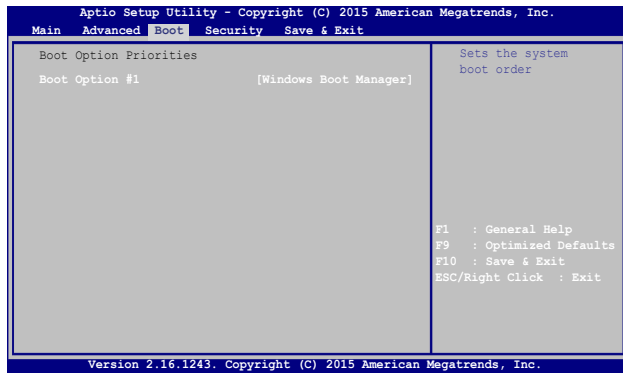 Aptio Setup Utility - Copyright (C) 2015 American Megatrends, Inc.
Main Advanced Boot Security Save & Exit
Boot Option Priorities
Boot Option #1 [Windows Boot Manager]
Sets the system
boot order
F1 : General Help
F9 : Optimized Defaults
F10 : Save & Exit
ESC/Right Click : Exit
Version 2.16.1243. Copyright (C) 2015 American Megatrends, Inc.